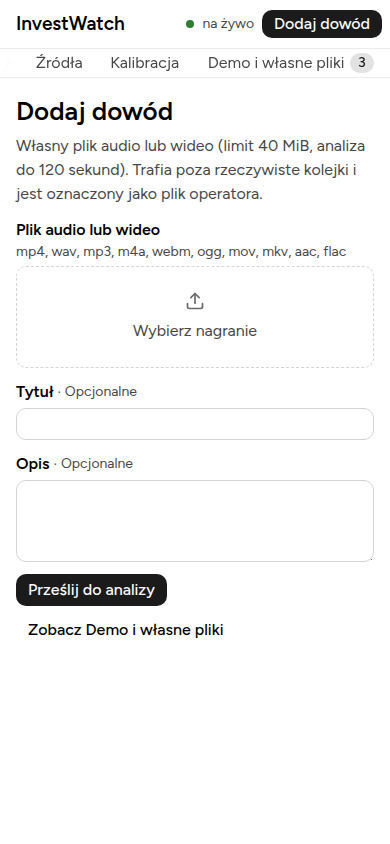 InvestWatch
na żywo
Dodaj dowód
Źródła
Kalibracja
Demo i własne pliki 3
Dodaj dowód
Własny plik audio lub wideo (limit 40 MiB, analiza
do 120 sekund). Trafia poza rzeczywiste kolejki i
jest oznaczony jako plik operatora.
Plik audio lub wideo
mp4, wav, mp3, m4a, webm, ogg, mov, mkv, aac, flac
Wybierz nagranie
Tytuł · Opcjonalne
Opis · Opcjonalne
Prześlij do analizy
Zobacz Demo i własne pliki